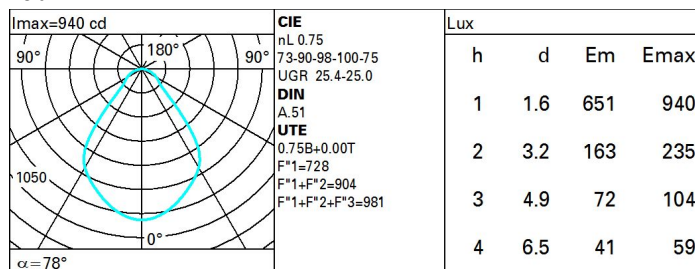 Imax=940 cd
90° 180° 90°
1050
0°
α=78°
CIE
nL 0.75
73-90-98-100-75
UGR 25.4-25.0
DIN
A.51
UTE
0.75B+0.00T
F"1=728
F"1+F"2=904
F"1+F"2+F"3=981
Lux
h d Em Emax
1 1.6 651 940
2 3.2 163 235
3 4.9 72 104
4 6.5 41 59